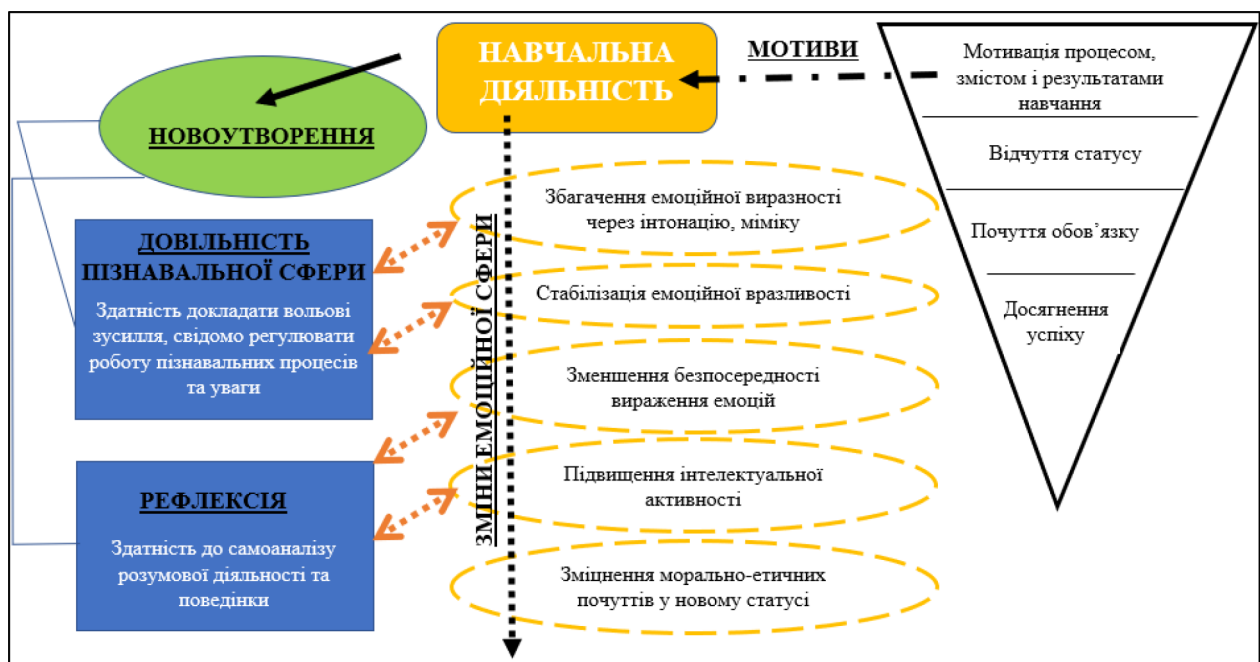 НАВЧАЛЬНА
ДІЯЛЬНІСТЬ
МОТИВИ
Мотивація процесом,
змістом і результатами
навчання
Відчуття статусу
Почуття обов’язку
Досягнення
успіху
НОВОУТВОРЕННЯ
ДОВІЛЬНІСТЬ
ПІЗНАВАЛЬНОЇ СФЕРИ
Здатність докладати вольові
зусилля, свідомо регулювати
роботу пізнавальних процесів
та уваги
РЕФЛЕКСІЯ
Здатність до самоаналізу
розумової діяльності та
поведінки
ЗМІНИ ЕМОЦІЙНОЇ СФЕРИ
Збагачення емоційної виразності
через інтонацію, міміку
Стабілізація емоційної вразливості
Зменшення безпосередності
вираження емоцій
Підвищення інтелектуальної
активності
Зміцнення морально-етичних
почуттів у новому статусі